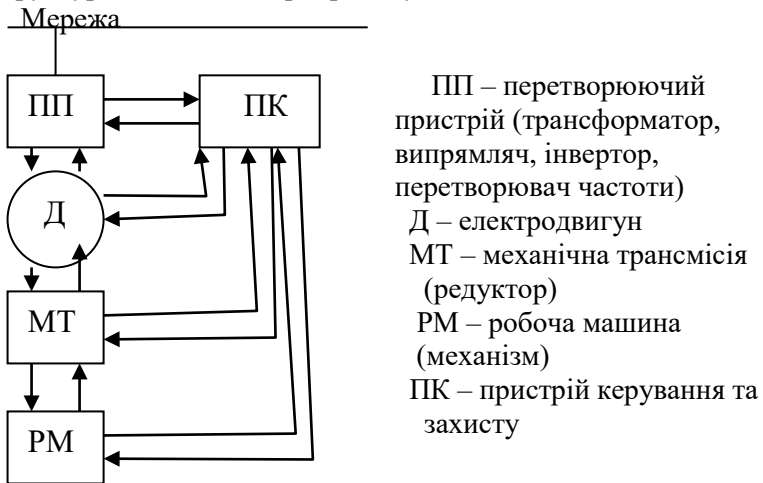 Мережа
ПП
ПК
Д
МТ
РМ
ПП – перетворюючий
пристрій (трансформатор,
випрямляч, інвертор,
перетворювач частоти)
Д – електродвигун
МТ – механічна трансмісія
(редуктор)
РМ – робоча машина
(механізм)
ПК – пристрій керування та
захисту